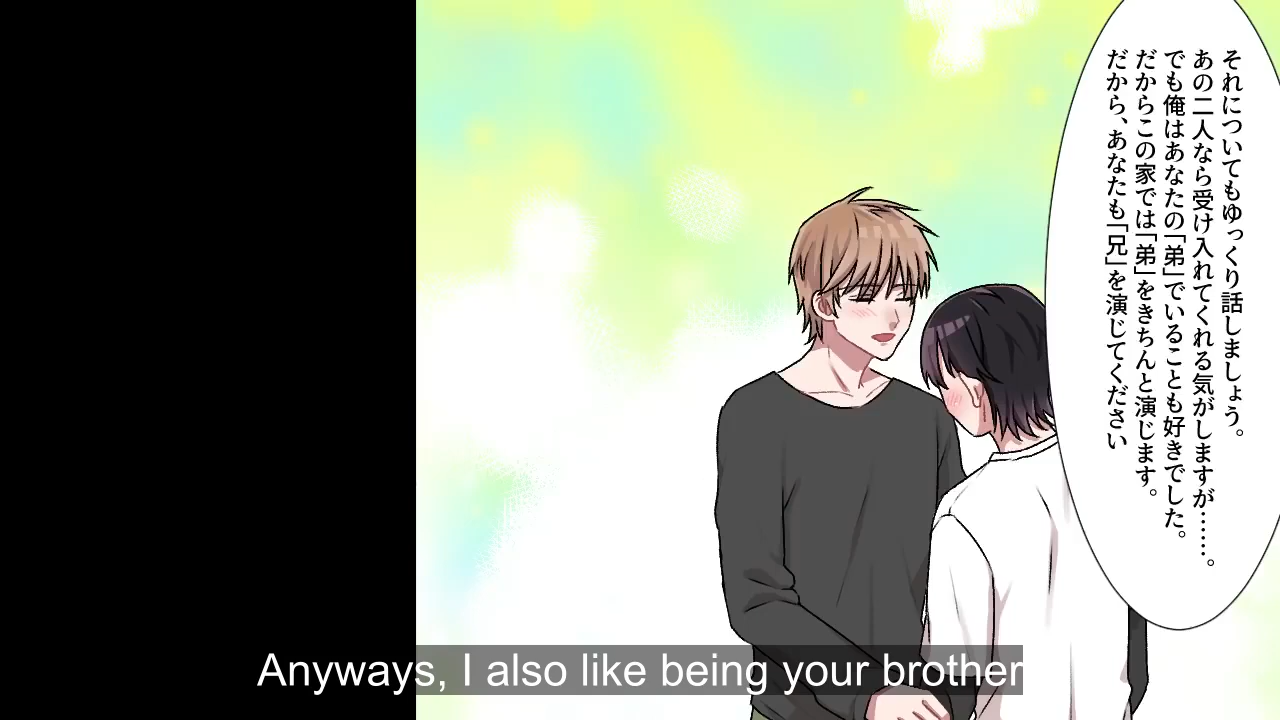 それについてもゆっくり話しましょう。
あの二人なら受け入れてくれる気がしますが……。
でも俺はあなたの「弟」でいることも好きでした。
だからこの家では「弟」をきちんと演じます。
だから、あなたも「兄」を演じてください
Anyways, I also like being your brother